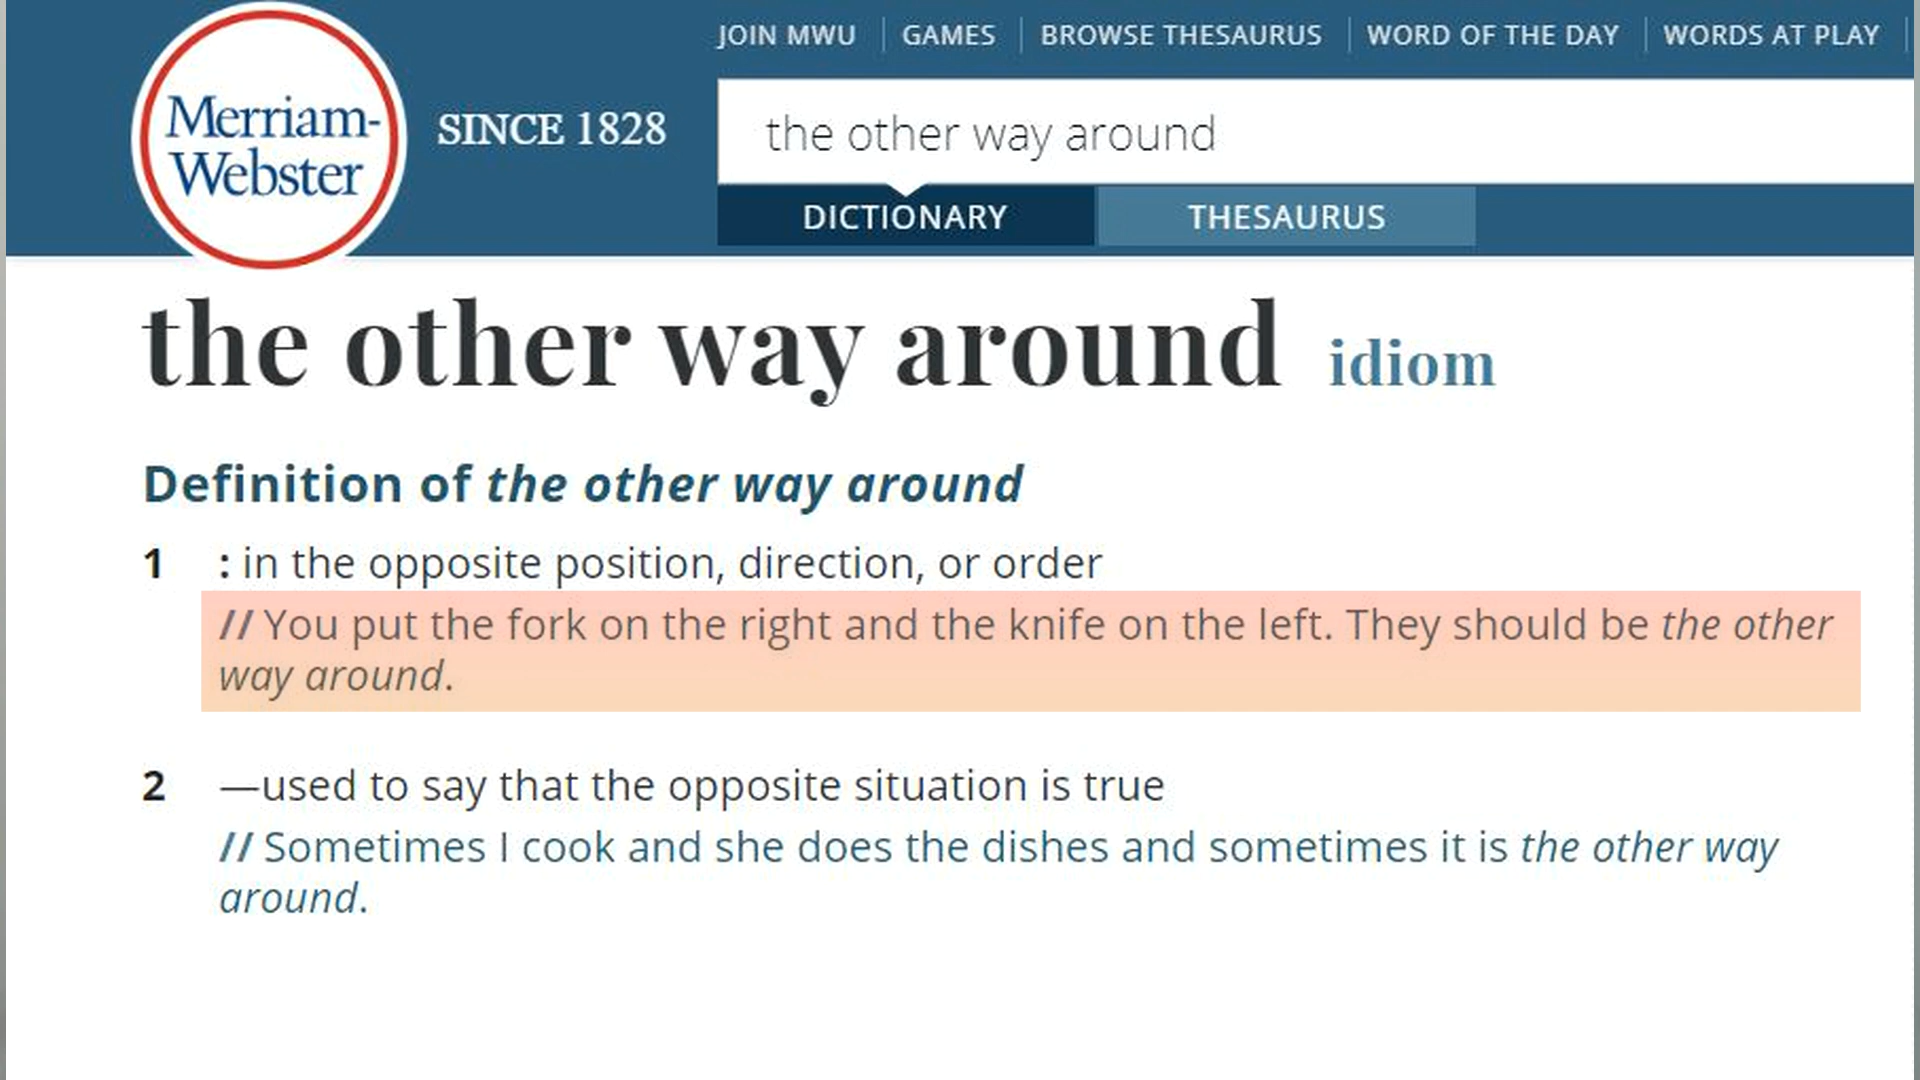 JOIN MWU GAMES BROWSE THESAURUS WORD OF THE DAY WORDS AT PLAY
Merriam-
Webster
SINCE 1828
the other way around
DICTIONARY THESAURUS
the other way around idiom
Definition of the other way around
1 : in the opposite position, direction, or order
// You put the fork on the right and the knife on the left. They should be the other
way around.
2 —used to say that the opposite situation is true
// Sometimes I cook and she does the dishes and sometimes it is the other way
around.